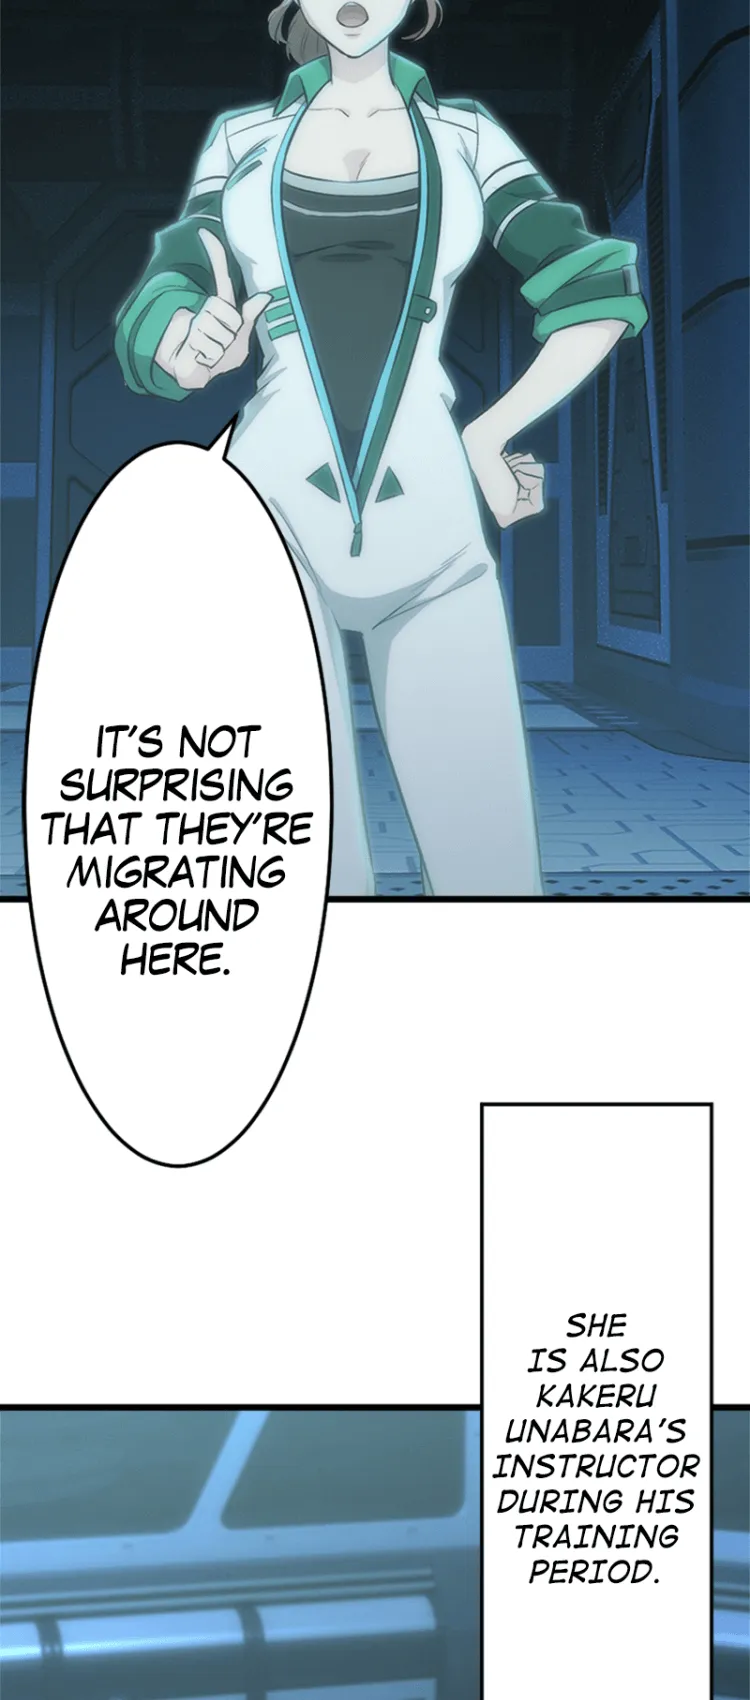 IT'S NOT
SURPRISING
THAT THEY'RE
MIGRATING
AROUND
HERE.
SHE
IS ALSO
KAKERU
UNABARA'S
INSTRUCTOR
DURING HIS
TRAINING
PERIOD.